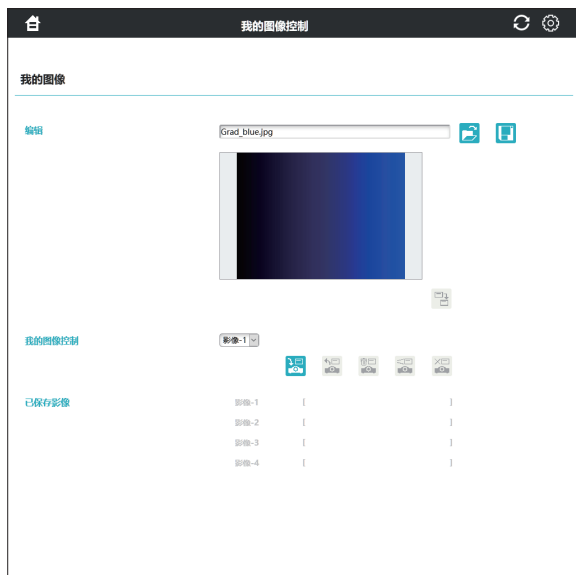 我的图像控制
我的图像
编辑 Grad_blue.jpg
我的图像控制 影像-1
已保存影像 影像-1 [ ]
影像-2 [ ]
影像-3 [ ]
影像-4 [ ]